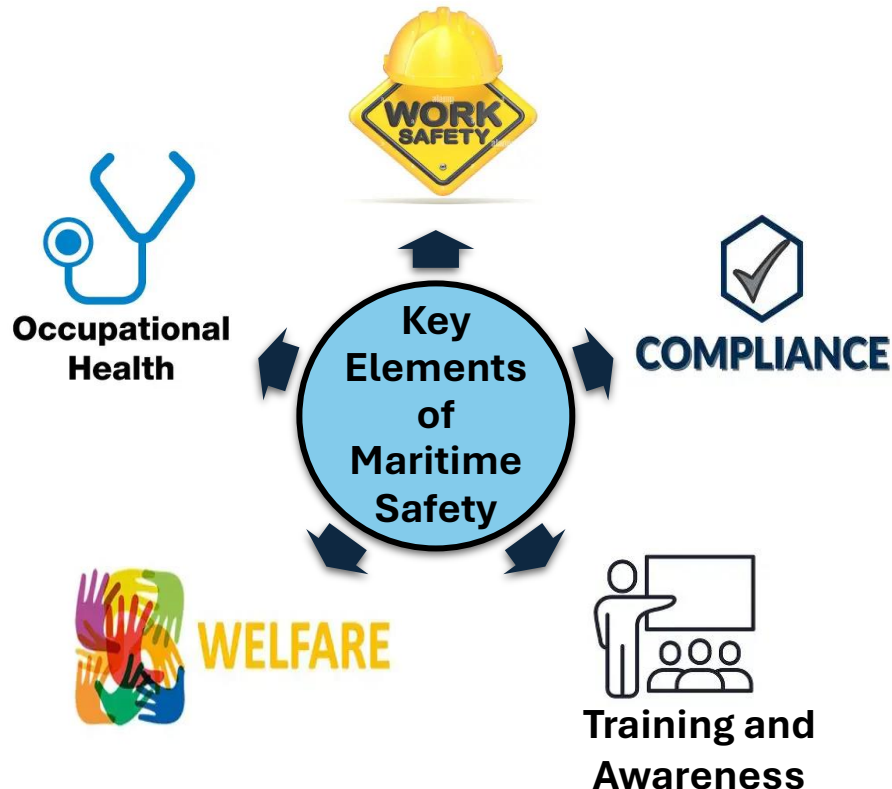 WORK
SAFETY
Occupational
Health
Key
Elements
of
Maritime
Safety
COMPLIANCE
WELFARE
Training and
Awareness